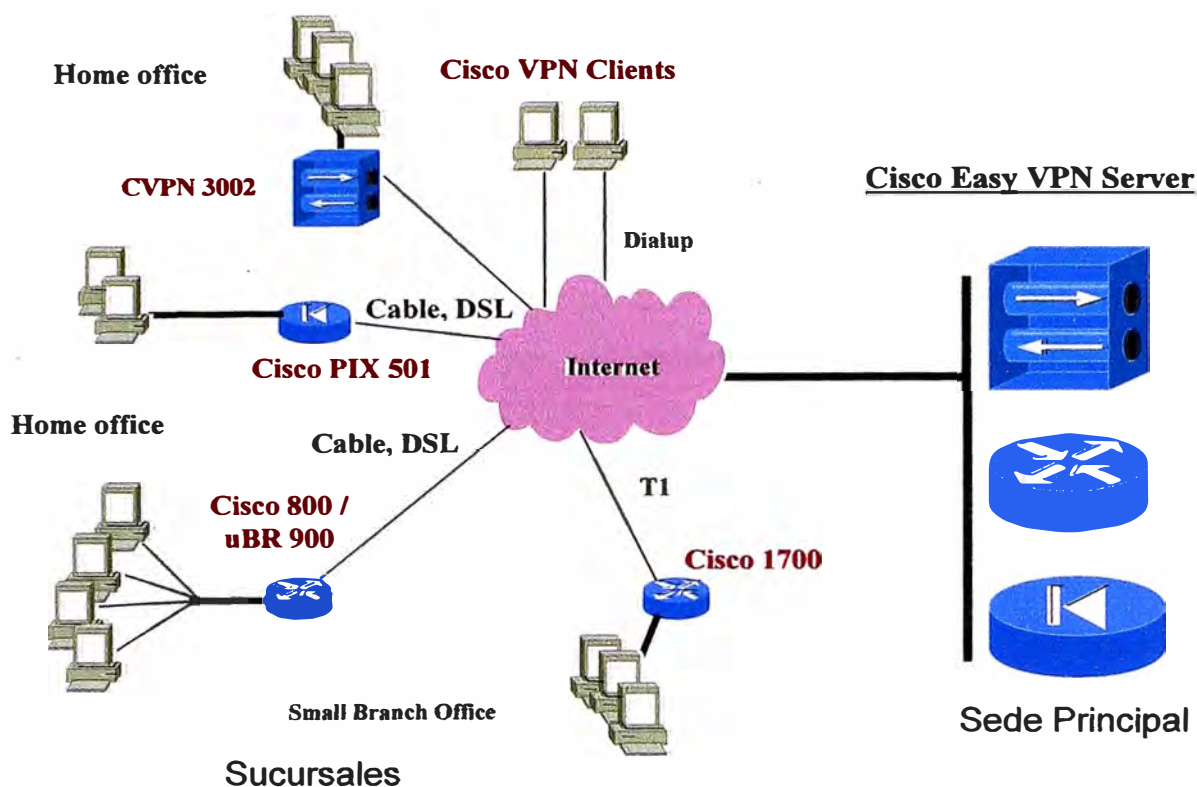 Home office
Cisco VPN Clients
CVPN 3002
Cisco Easy VPN Server
Dialup
Cable, DSL
Internet
Cisco PIX 501
Home office
Cable, DSL
T1
Cisco 800 /
uBR 900
Cisco 1700
Small Branch Office
Sede Principal
Sucursales